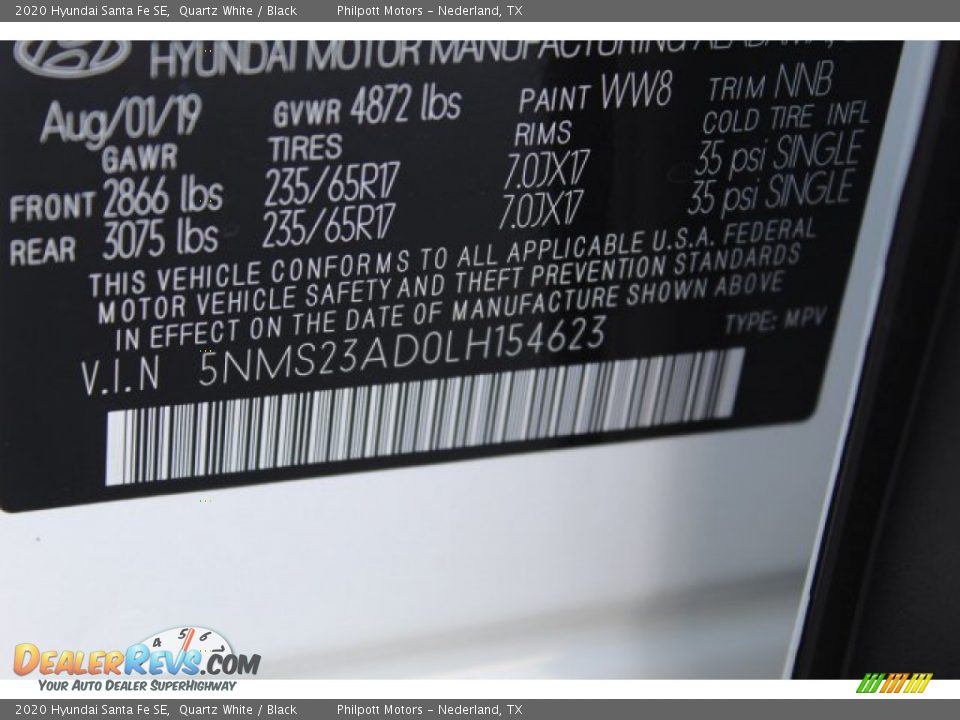 2020 Hyundai Santa Fe SE, Quartz White / Black Philpott Motors – Nederland, TX
HYUNDAI MOTOR MANUFACTURING ALABAMA,
Aug/01/19 GVWR 4872 lbs PAINT WW8 TRIM NNB
GAWR TIRES RIMS COLD TIRE INFL
FRONT 2866 lbs 235/65R17 7.0JX17 35 psi SINGLE
REAR 3075 lbs 235/65R17 7.0JX17 35 psi SINGLE
THIS VEHICLE CONFORMS TO ALL APPLICABLE U.S.A. FEDERAL
MOTOR VEHICLE SAFETY AND THEFT PREVENTION STANDARDS
IN EFFECT ON THE DATE OF MANUFACTURE SHOWN ABOVE
V.I.N 5NMS23AD0LH154623 TYPE: MPV
4 5 6 7
DEALERREVS.COM
YOUR AUTO DEALER SUPERHIGHWAY
2020 Hyundai Santa Fe SE, Quartz White / Black Philpott Motors – Nederland, TX